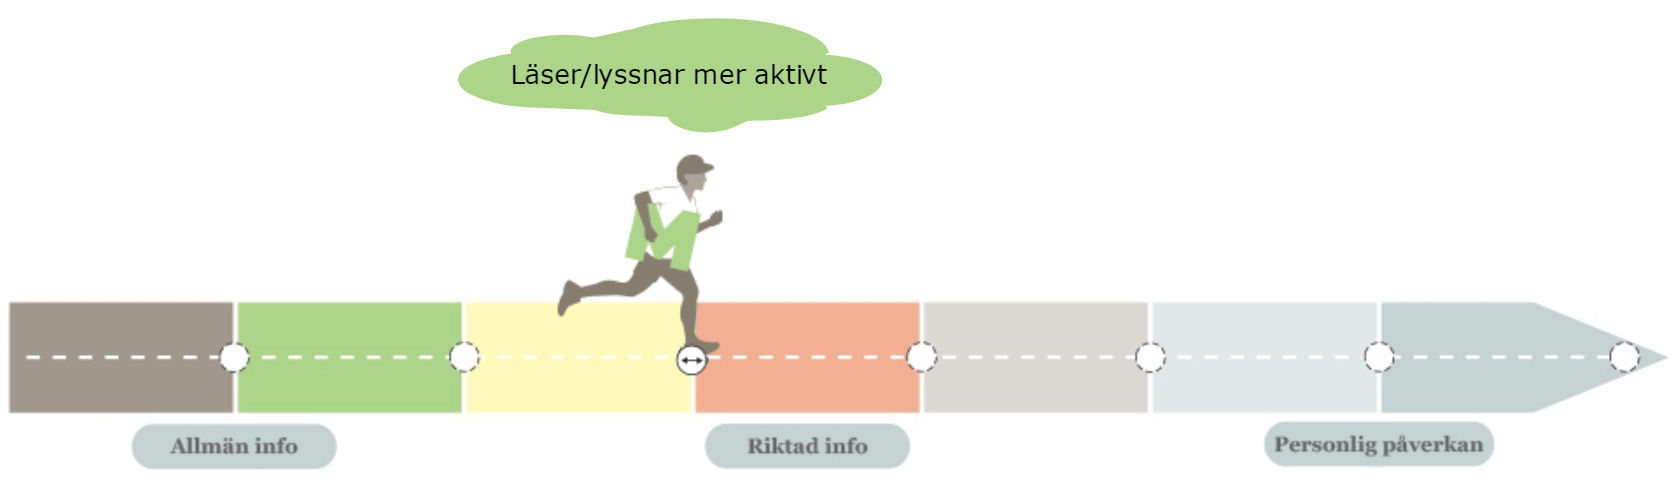 Läser/lyssnar mer aktivt
Allmän info
Riktad info
Personlig påverkan